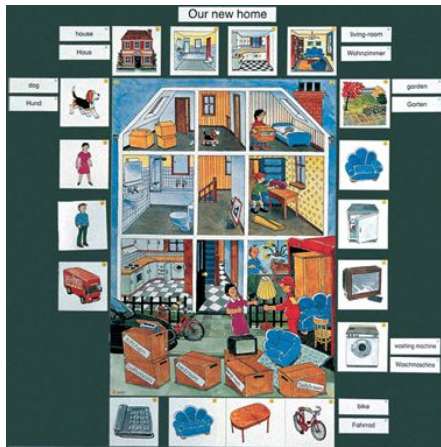 Our new home
house
Haus
living-room
Wohnzimmer
dog
Hund
garden
Garten
washing machine
Waschmaschine
bike
Fahrrad